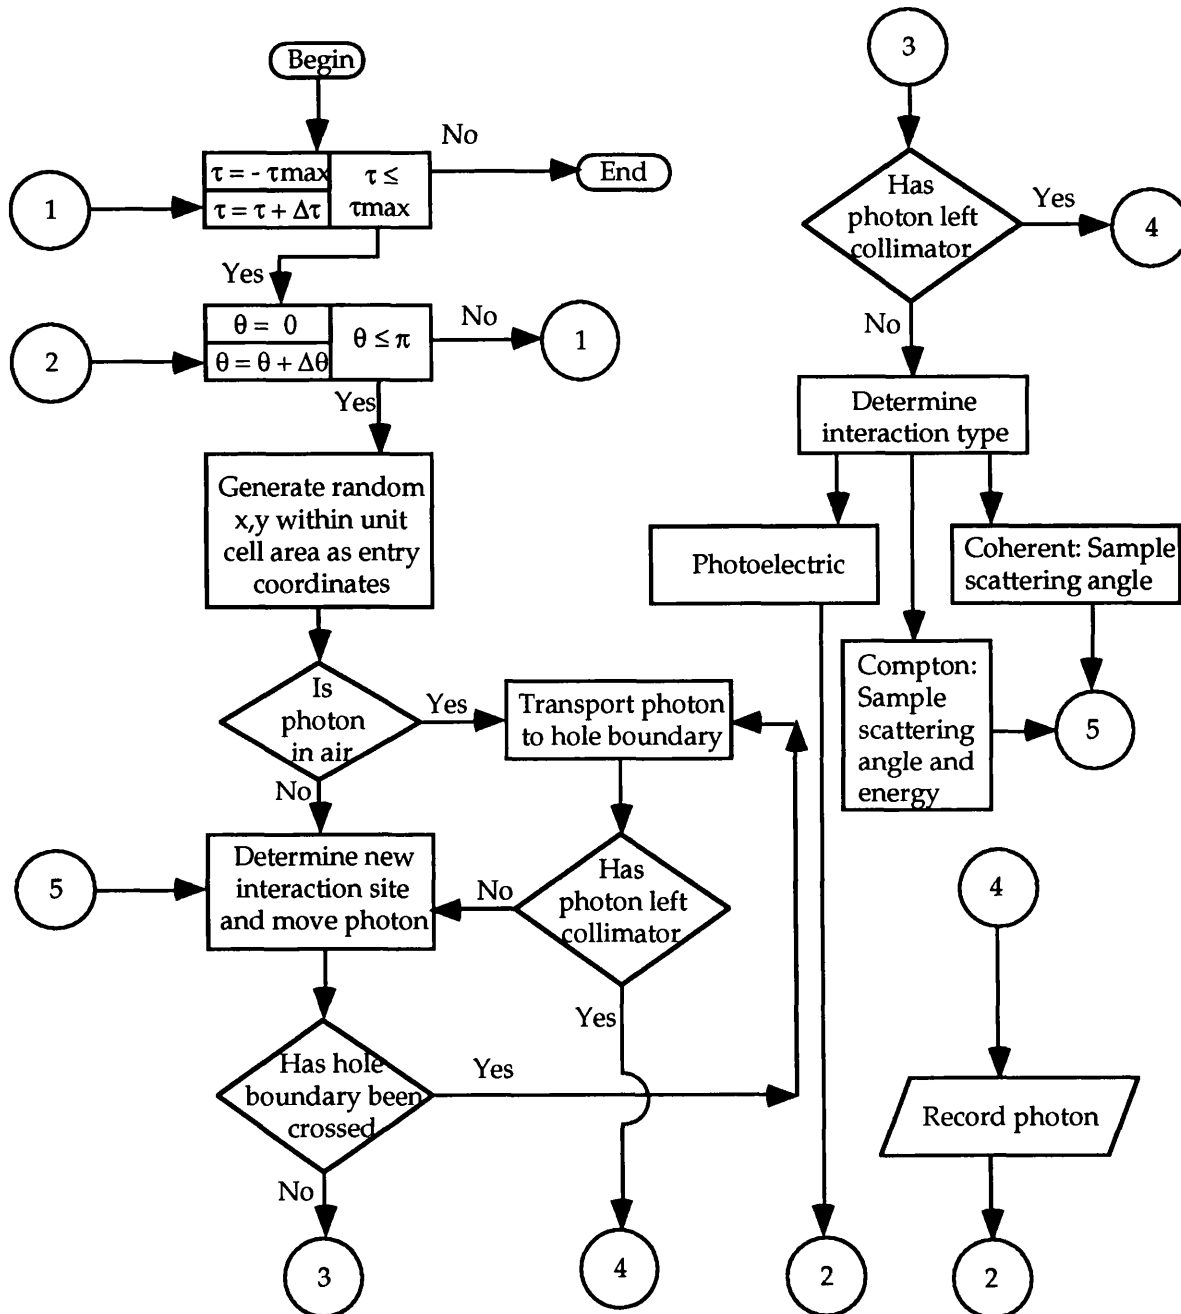 Begin
No
τ = - τmax
τ ≤
τmax
End
1
τ = τ + Δτ
Yes
θ = 0
θ ≤ π
No
1
2
θ = θ + Δθ
Yes
Generate random
x,y within unit
cell area as entry
coordinates
Is
photon
in air
Yes
Transport photon
to hole boundary
No
5
Determine new
interaction site
and move photon
No
Has
photon left
collimator
Yes
Has hole
boundary been
crossed
Yes
No
3
4
2
3
Has
photon left
collimator
Yes
4
No
Determine
interaction type
Photoelectric
Coherent: Sample
scattering angle
Compton:
Sample
scattering
angle and
energy
5
4
Record photon
2